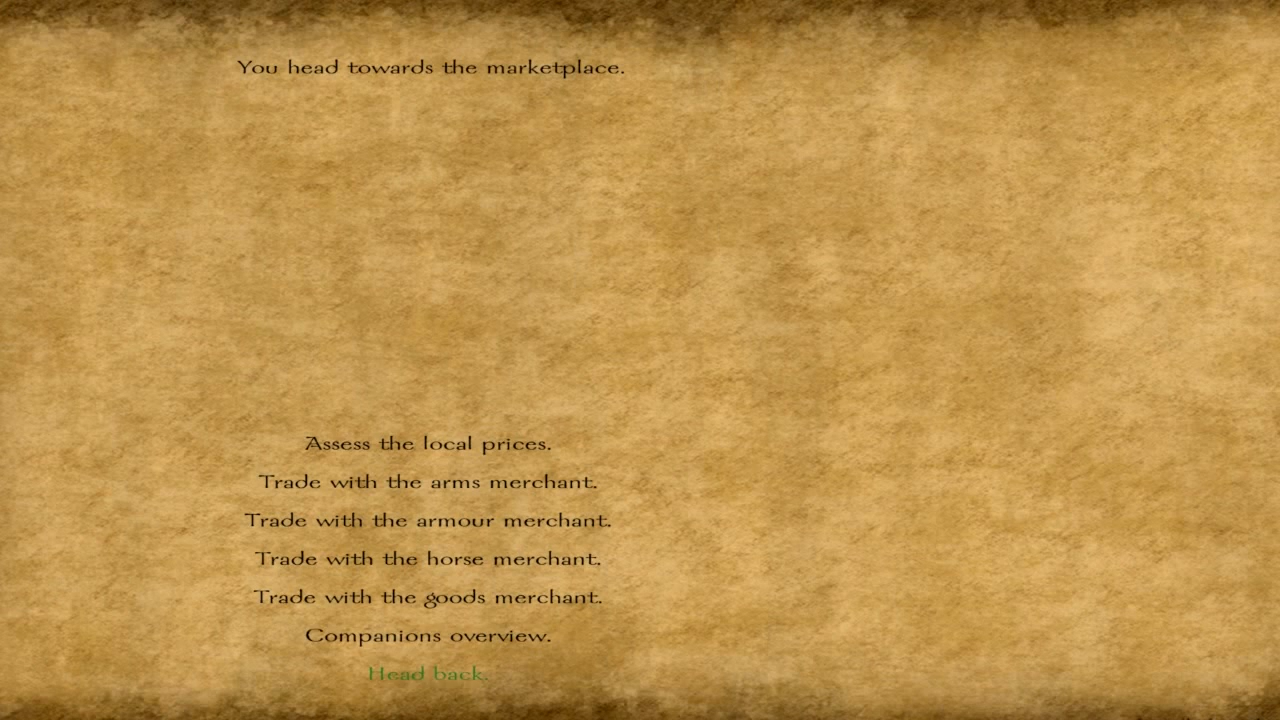 You head towards the marketplace.
Assess the local prices.
Trade with the arms merchant.
Trade with the armour merchant.
Trade with the horse merchant.
Trade with the goods merchant.
Companions overview.
Head back.